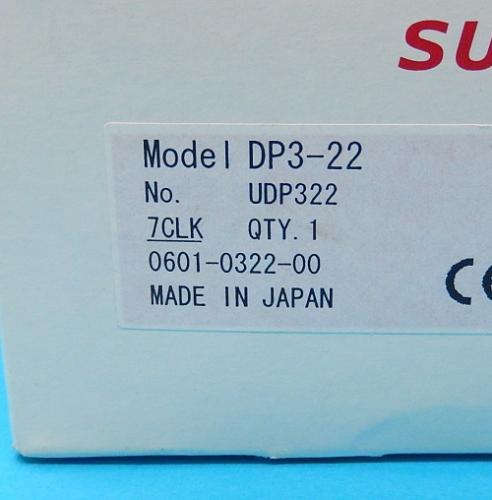 SU
Model DP3-22
No. UDP322
7CLK QTY. 1
0601-0322-00
MADE IN JAPAN
CE